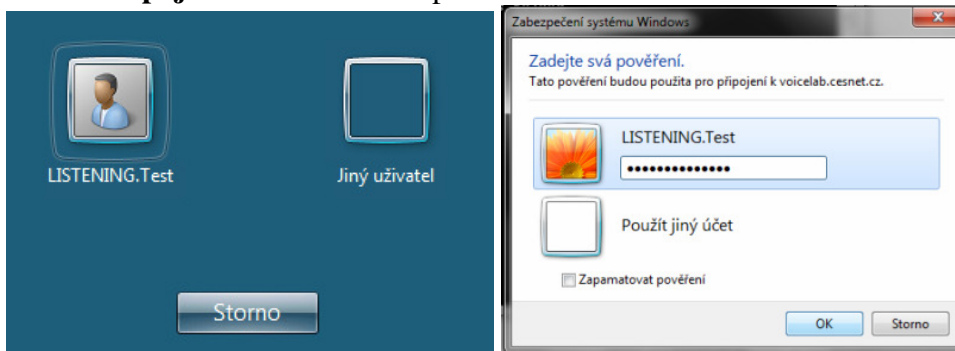 LISTENING.Test
Jiný uživatel
Storno
Zabezpečení systému Windows
Zadejte svá pověření.
Tato pověření budou použita pro připojení k voicelab.cesnet.cz.
LISTENING.Test
••••••••••••••
Použít jiný účet
Zapamatovat pověření
OK
Storno